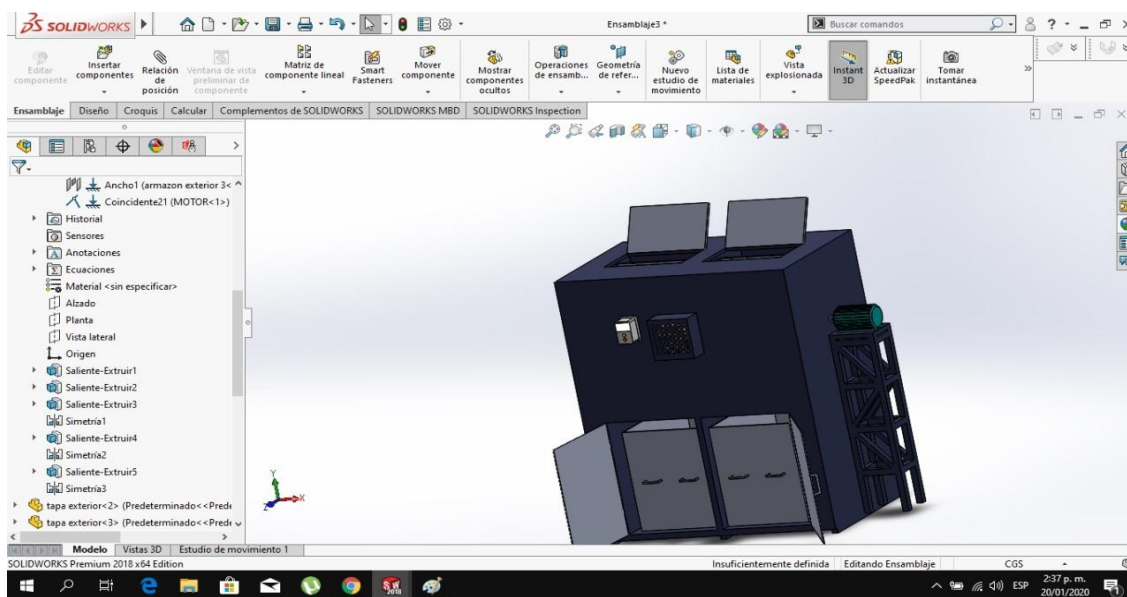 SOLIDWORKS
Ensamblaje3 *
Buscar comandos
Editar componente
Insertar componentes
Relación de posición
Ventana de vista preliminar de componente
Matriz de componente lineal
Smart Fasteners
Mover componente
Mostrar componentes ocultos
Operaciones de ensamb...
Geometría de refer...
Nuevo estudio de movimiento
Lista de materiales
Vista explosionada
Instant 3D
Actualizar SpeedPak
Tomar instantánea
Ensamblaje Diseño Croquis Calcular Complementos de SOLIDWORKS SOLIDWORKS MBD SOLIDWORKS Inspection
Ancho1 (armazon exterior 3<
Coincidente21 (MOTOR<1>)
Historial
Sensores
Anotaciones
Ecuaciones
Material <sin especificar>
Alzado
Planta
Vista lateral
Origen
Saliente-Extruir1
Saliente-Extruir2
Saliente-Extruir3
Simetría1
Saliente-Extruir4
Simetría2
Saliente-Extruir5
Simetría3
tapa exterior<2> (Predeterminado<<Prede
tapa exterior<3> (Predeterminado<<Prede
Y
X
Z
Modelo Vistas 3D Estudio de movimiento 1
SOLIDWORKS Premium 2018 x64 Edition
Insuficientemente definida Editando Ensamblaje CGS
ESP
2:37 p. m.
20/01/2020